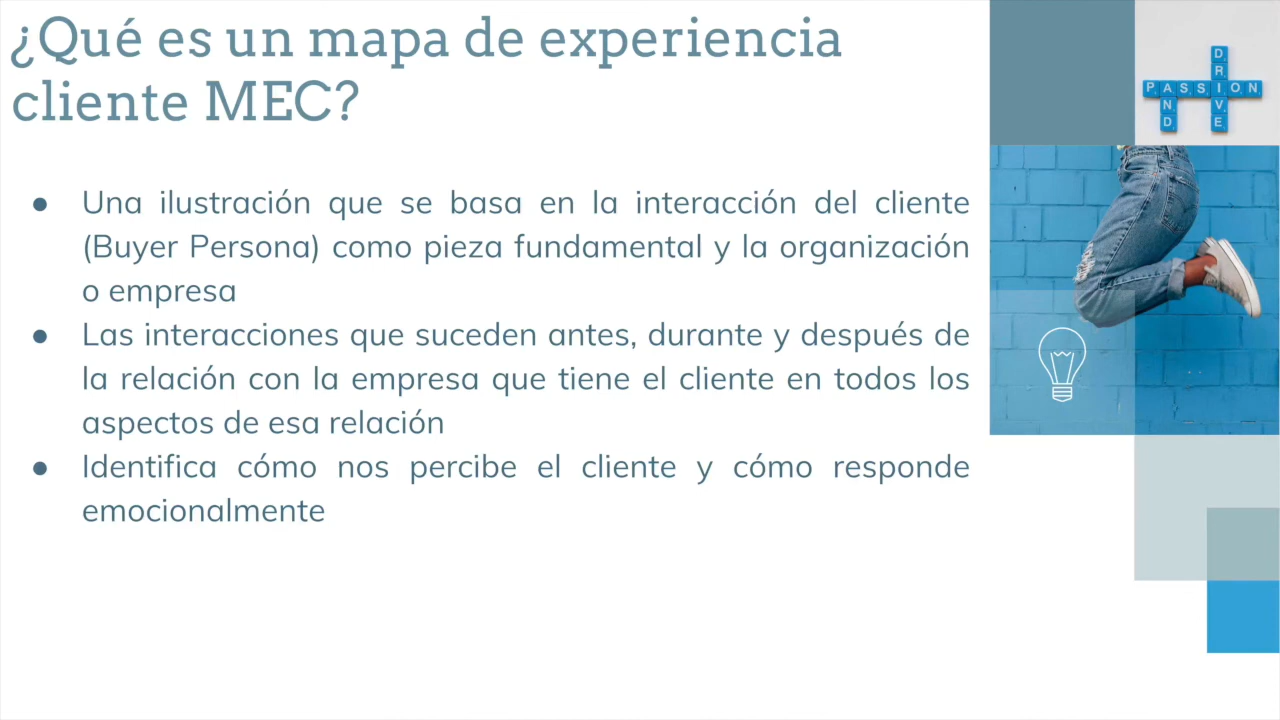 ¿Qué es un mapa de experiencia
cliente MEC?
● Una ilustración que se basa en la interacción del cliente
(Buyer Persona) como pieza fundamental y la organización
o empresa
● Las interacciones que suceden antes, durante y después de
la relación con la empresa que tiene el cliente en todos los
aspectos de esa relación
● Identifica cómo nos percibe el cliente y cómo responde
emocionalmente
PASSION
AND
DRIVE